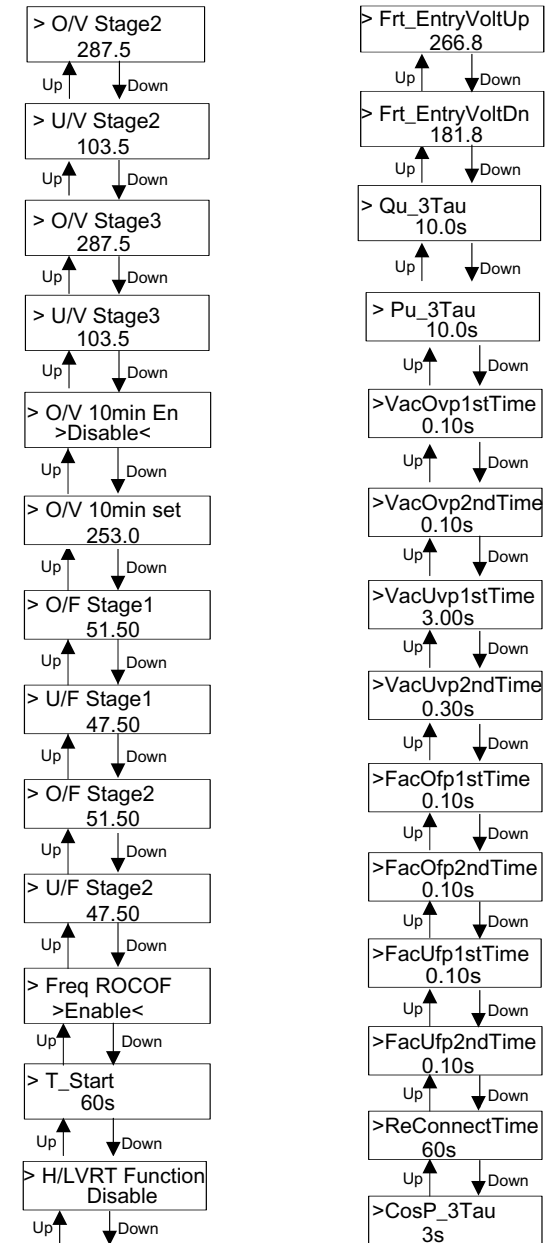 > O/V Stage2
287.5
Up Down
> U/V Stage2
103.5
Up Down
> O/V Stage3
287.5
Up Down
> U/V Stage3
103.5
Up Down
> O/V 10min En
>Disable<
Up Down
> O/V 10min set
253.0
Up Down
> O/F Stage1
51.50
Up Down
> U/F Stage1
47.50
Up Down
> O/F Stage2
51.50
Up Down
> U/F Stage2
47.50
Up Down
> Freq ROCOF
>Enable<
Up Down
> T_Start
60s
Up Down
> H/LVRT Function
Disable
Up Down
> Frt_EntryVoltUp
266.8
Up Down
> Frt_EntryVoltDn
181.8
Up Down
> Qu_3Tau
10.0s
Up Down
> Pu_3Tau
10.0s
Up Down
>VacOvp1stTime
0.10s
Up Down
>VacOvp2ndTime
0.10s
Up Down
>VacUvp1stTime
3.00s
Up Down
>VacUvp2ndTime
0.30s
Up Down
>FacOfp1stTime
0.10s
Up Down
>FacOfp2ndTime
0.10s
Up Down
>FacUfp1stTime
0.10s
Up Down
>FacUfp2ndTime
0.10s
Up Down
>ReConnectTime
60s
Up Down
>CosP_3Tau
3s